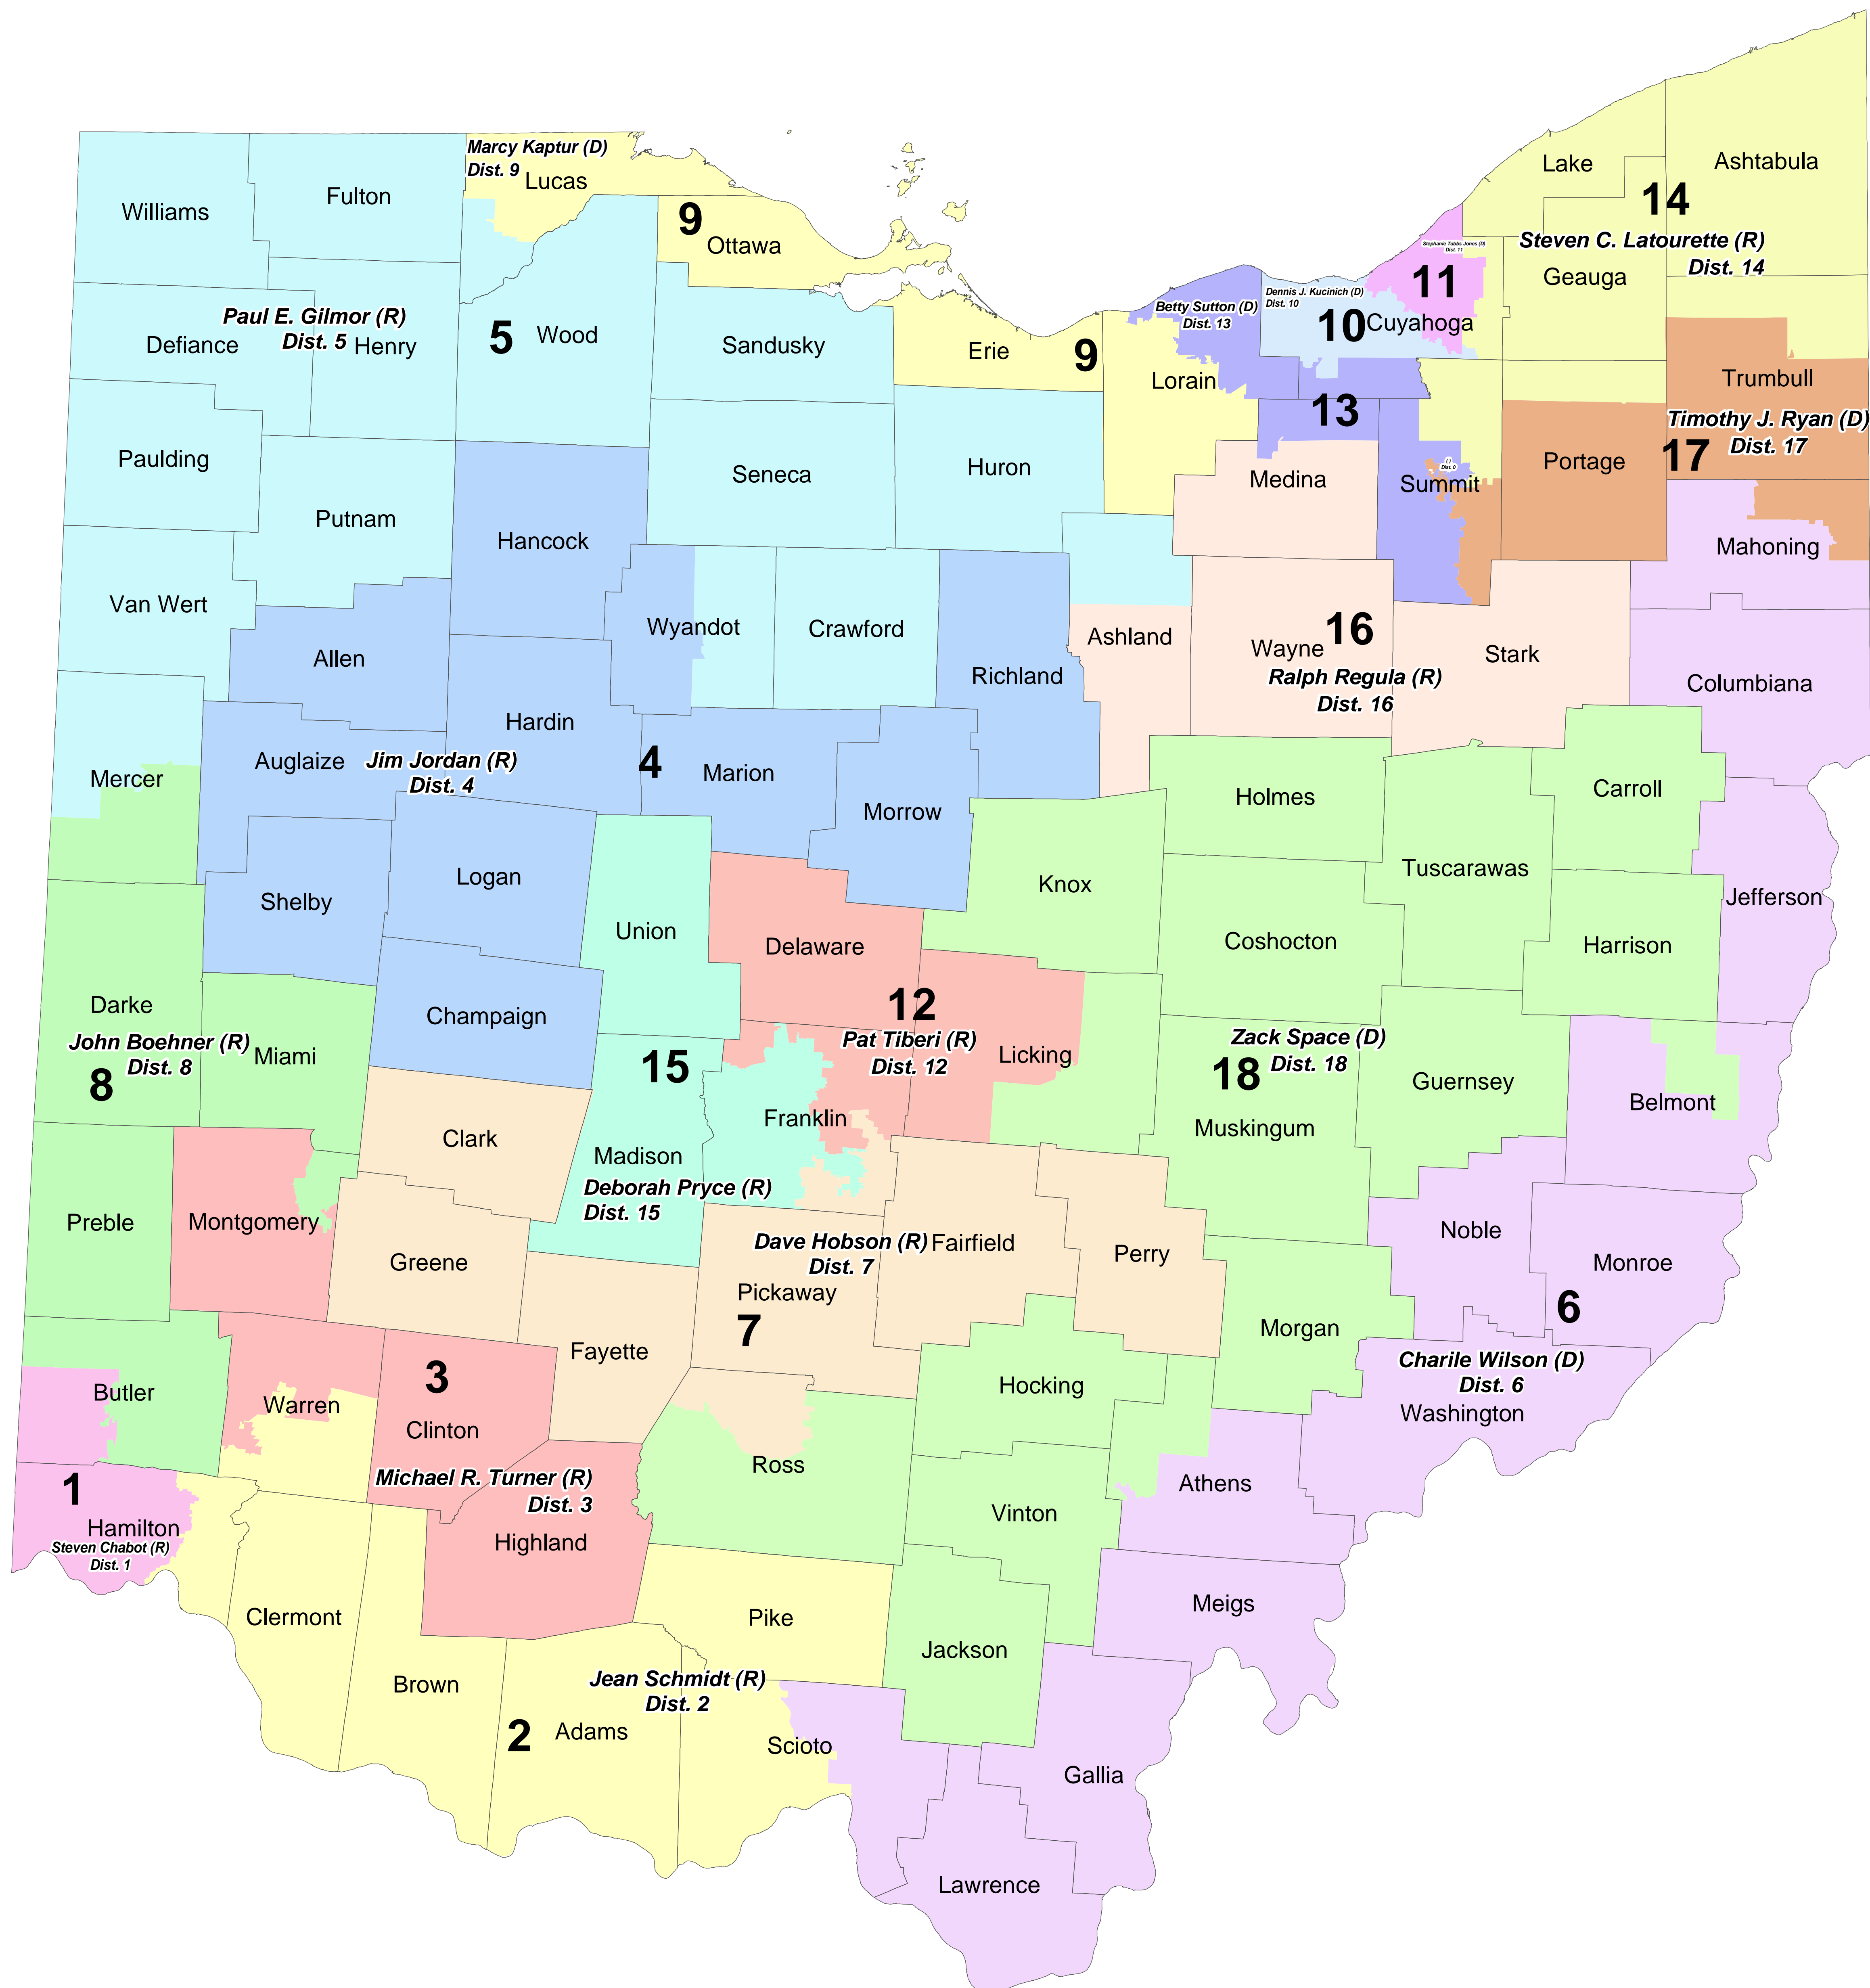 Marcy Kaptur (D)
Dist. 9
Lucas
Lake
Ashtabula
Williams
Fulton
9
Ottawa
14
Steven C. Latourette (R)
Dist. 14
Geauga
Stephanie Tubbs Jones (D)
Dist. 11
11
Dennis J. Kucinich (D)
Dist. 10
10
Cuyahoga
Betty Sutton (D)
Dist. 13
Paul E. Gilmor (R)
Dist. 5
Defiance
Henry
5
Wood
Sandusky
Erie
9
Lorain
13
Trumbull
Timothy J. Ryan (D)
Dist. 17
17
Paulding
Seneca
Huron
Medina
( )
Dist. 0
Summit
Portage
Putnam
Hancock
Mahoning
Van Wert
Allen
Wyandot
Crawford
Richland
Ashland
Wayne
16
Ralph Regula (R)
Dist. 16
Stark
Columbiana
Hardin
Mercer
Auglaize
Jim Jordan (R)
Dist. 4
4
Marion
Morrow
Holmes
Carroll
Tuscarawas
Shelby
Logan
Knox
Jefferson
Union
Delaware
Coshocton
Harrison
Darke
John Boehner (R)
Dist. 8
8
Miami
Champaign
12
Pat Tiberi (R)
Dist. 12
Licking
Zack Space (D)
Dist. 18
18
Guernsey
15
Belmont
Franklin
Muskingum
Clark
Madison
Deborah Pryce (R)
Dist. 15
Preble
Montgomery
Greene
Dave Hobson (R)
Dist. 7
Fairfield
Perry
Noble
Monroe
Pickaway
7
6
Morgan
Fayette
Charile Wilson (D)
Dist. 6
Washington
Butler
Warren
3
Clinton
Hocking
Michael R. Turner (R)
Dist. 3
Ross
Athens
1
Hamilton
Steven Chabot (R)
Dist. 1
Highland
Vinton
Clermont
Pike
Meigs
Jackson
Brown
Jean Schmidt (R)
Dist. 2
2
Adams
Scioto
Gallia
Lawrence